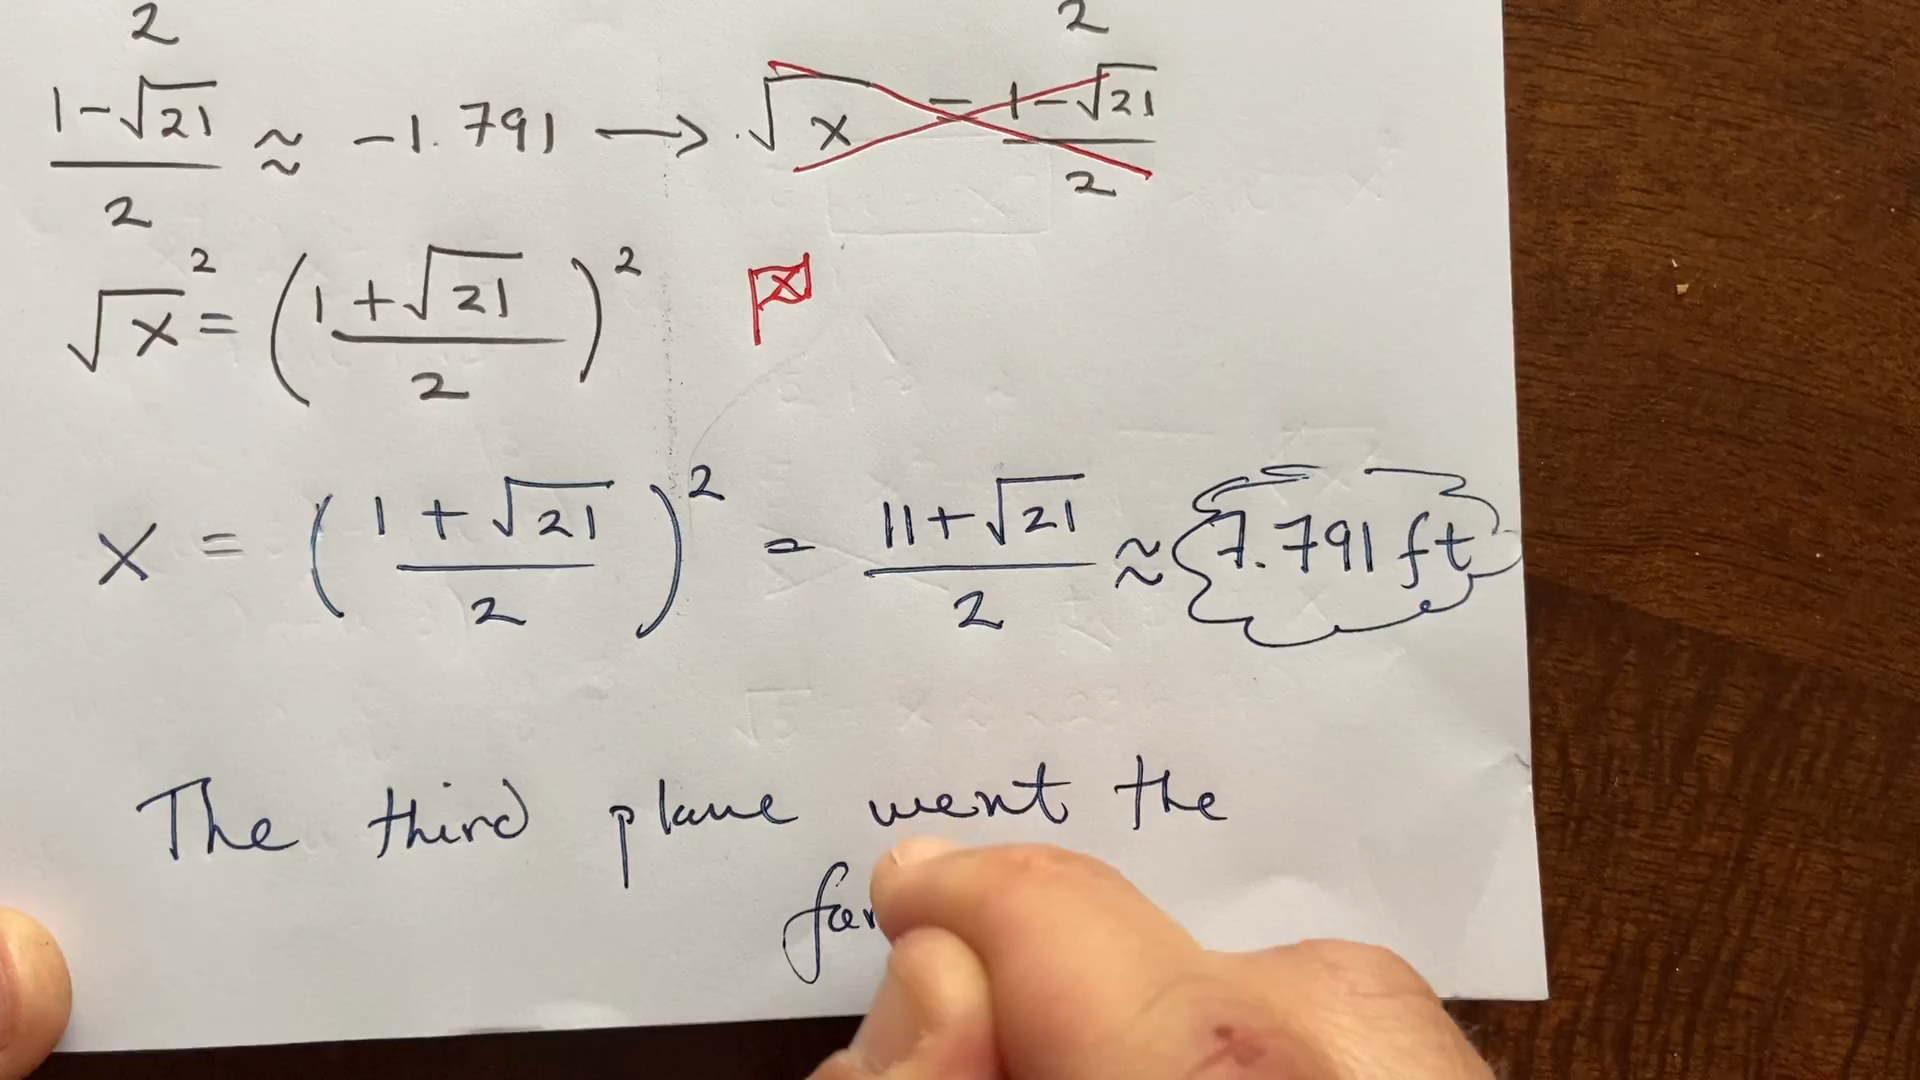 2 2
(1-√21)/2 ≈ -1.791 → √x = (1-√21)/2
√x² = ((1+√21)/2)² x
x = ((1+√21)/2)² = (11+√21)/2 ≈ 7.791 ft
The third plane went the